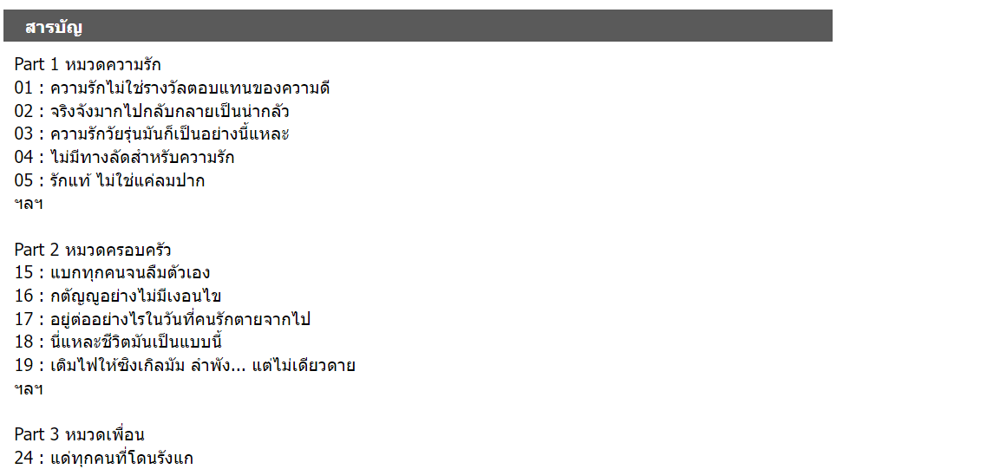 สารบัญ
Part 1 หมวดความรัก
01 : ความรักไม่ใช่รางวัลตอบแทนของความดี
02 : จริงจังมากไปกลับกลายเป็นน่ากลัว
03 : ความรักวัยรุ่นมันก็เป็นอย่างนี้แหละ
04 : ไม่มีทางลัดสำหรับความรัก
05 : รักแท้ ไม่ใช่แค่ลมปาก
ฯลฯ
Part 2 หมวดครอบครัว
15 : แบกทุกคนจนลืมตัวเอง
16 : กตัญญูอย่างไม่มีเงอนไข
17 : อยู่ต่ออย่างไรในวันที่คนรักตายจากไป
18 : นี่แหละชีวิตมันเป็นแบบนี้
19 : เติมไฟให้ซิงเกิลมัม ลำพัง... แต่ไม่เดียวดาย
ฯลฯ
Part 3 หมวดเพื่อน
24 : แด่ทุกคนที่โดนรังแก